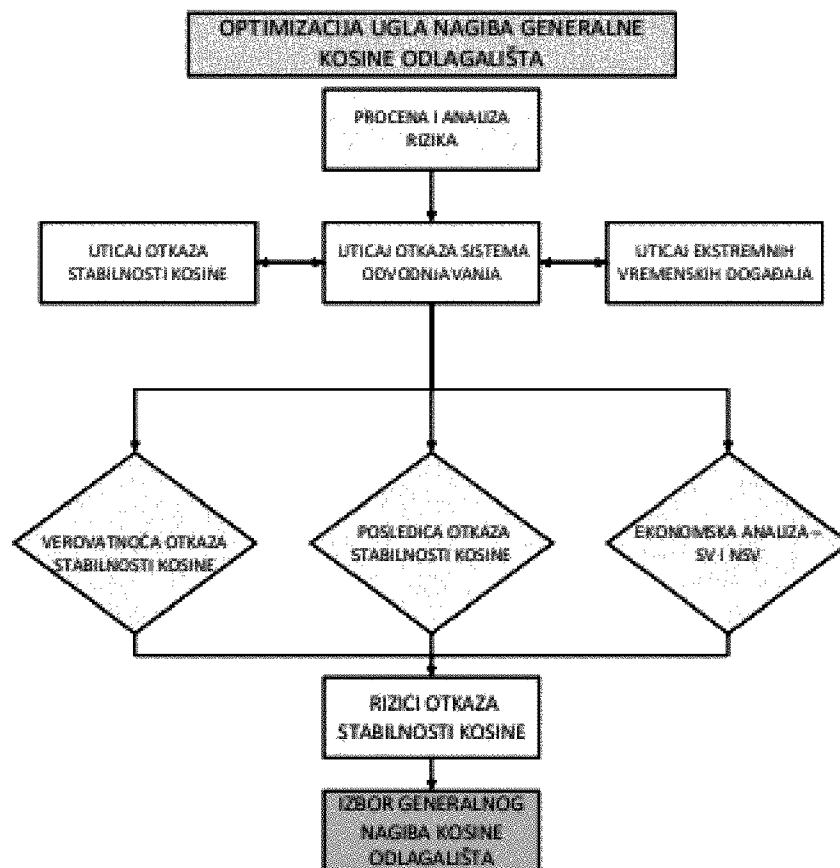 OPTIMIZACIJA UGLA NAGIBA GENERALNE
KOSINE ODLAGALIŠTA
PROCENA I ANALIZA
RIZIKA
UTICAJ OTKAZA
STABILNOSTI KOSINE
UTICAJ OTKAZA SISTEMA
ODVODNJAVANJA
UTICAJ EKSTREMNIH
VREMENSKIH DOGAĐAJA
VEROVATNOĆA OTKAZA
STABILNOSTI KOSINE
POSLEDICA OTKAZA
STABILNOSTI KOSINE
EKONOMSKA ANALIZA –
SV I NSV
RIZICI OTKAZA
STABILNOSTI KOSINE
IZBOR GENERALNOG
NAGIBA KOSINE
ODLAGALIŠTA